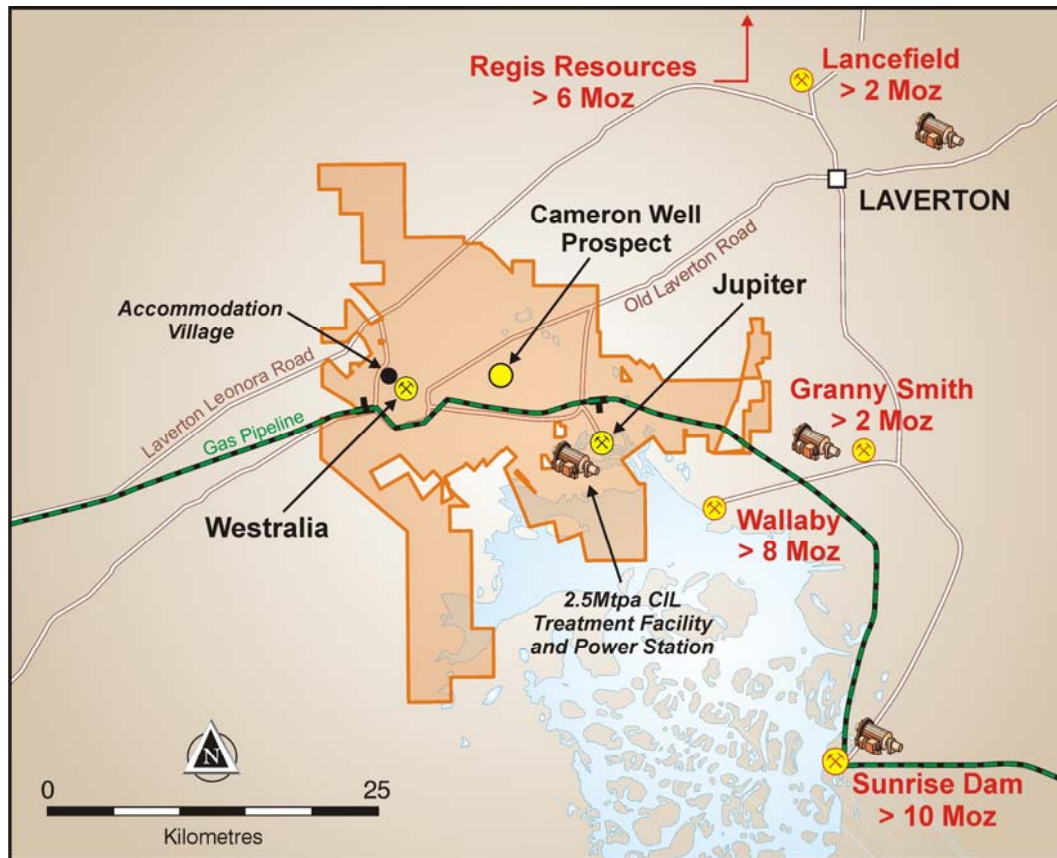 Regis Resources
> 6 Moz
Lancefield
> 2 Moz
LAVERTON
Cameron Well
Prospect
Old Laverton Road
Jupiter
Accommodation
Village
Laverton Leonora Road
Gas Pipeline
Granny Smith
> 2 Moz
Westralia
Wallaby
> 8 Moz
2.5Mtpa CIL
Treatment Facility
and Power Station
N
0 25
Kilometres
Sunrise Dam
> 10 Moz